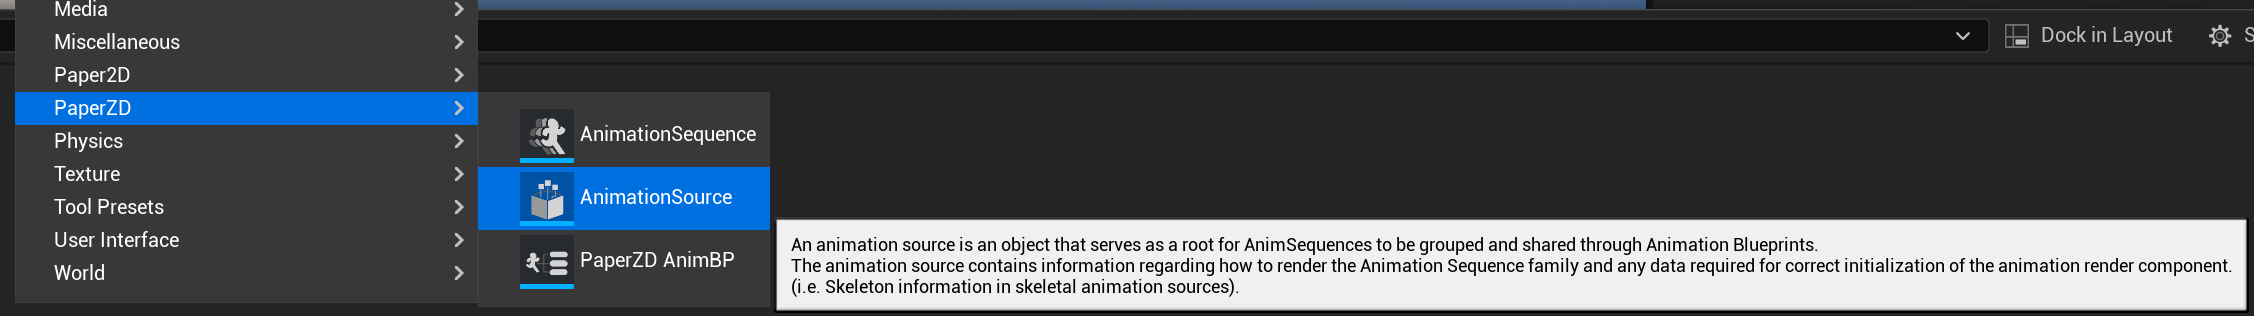 Media
Miscellaneous
Paper2D
PaperZD
Physics
Texture
Tool Presets
User Interface
World
AnimationSequence
AnimationSource
PaperZD AnimBP
Dock in Layout
S
An animation source is an object that serves as a root for AnimSequences to be grouped and shared through Animation Blueprints.
The animation source contains information regarding how to render the Animation Sequence family and any data required for correct initialization of the animation render component.
(i.e. Skeleton information in skeletal animation sources).